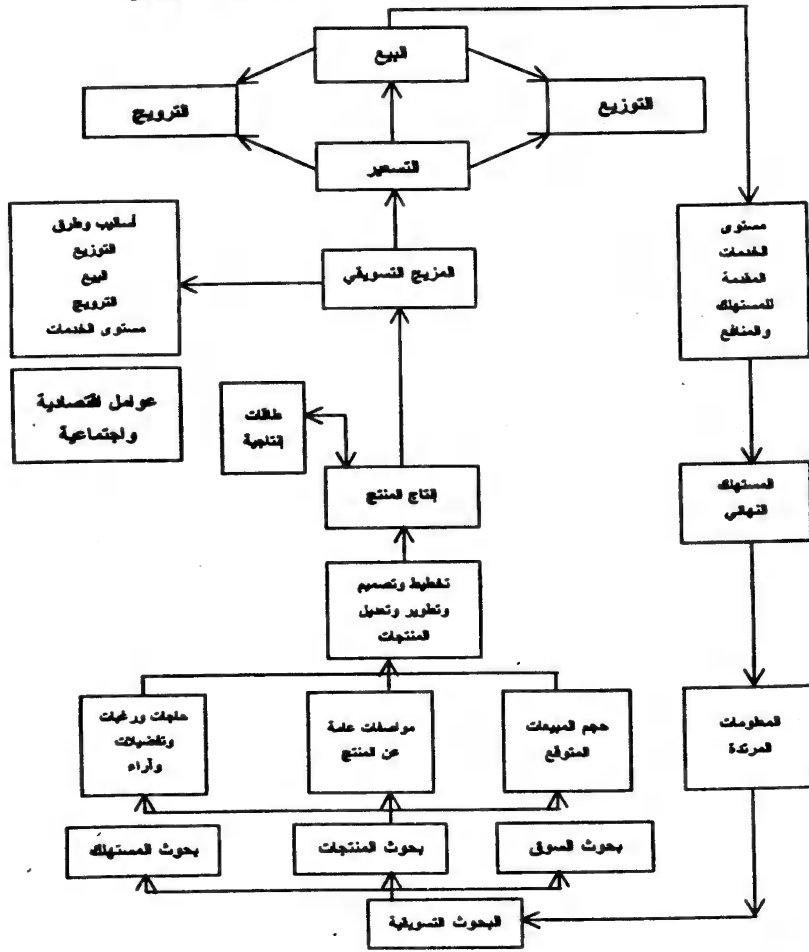 البيع
الترويج
التوزيع
التسعير
أساليب وطرق
التوزيع
البيع
الترويج
مستوى الخدمات
المزيج التسويقي
مستوى
الخدمات
المقدمة
للمستهلك
والمنافع
عوامل اقتصادية
واجتماعية
طاقات
إنتاجية
إنتاج المنتج
المستهلك
النهائي
تخطيط وتصميم
وتطوير وتعديل
المنتجات
حاجات ورغبات
وتفضيلات
وآراء
مواصفات عامة
عن المنتج
حجم المبيعات
المتوقع
المعلومات
المرتدة
بحوث المستهلك
بحوث المنتجات
بحوث السوق
البحوث التسويقية